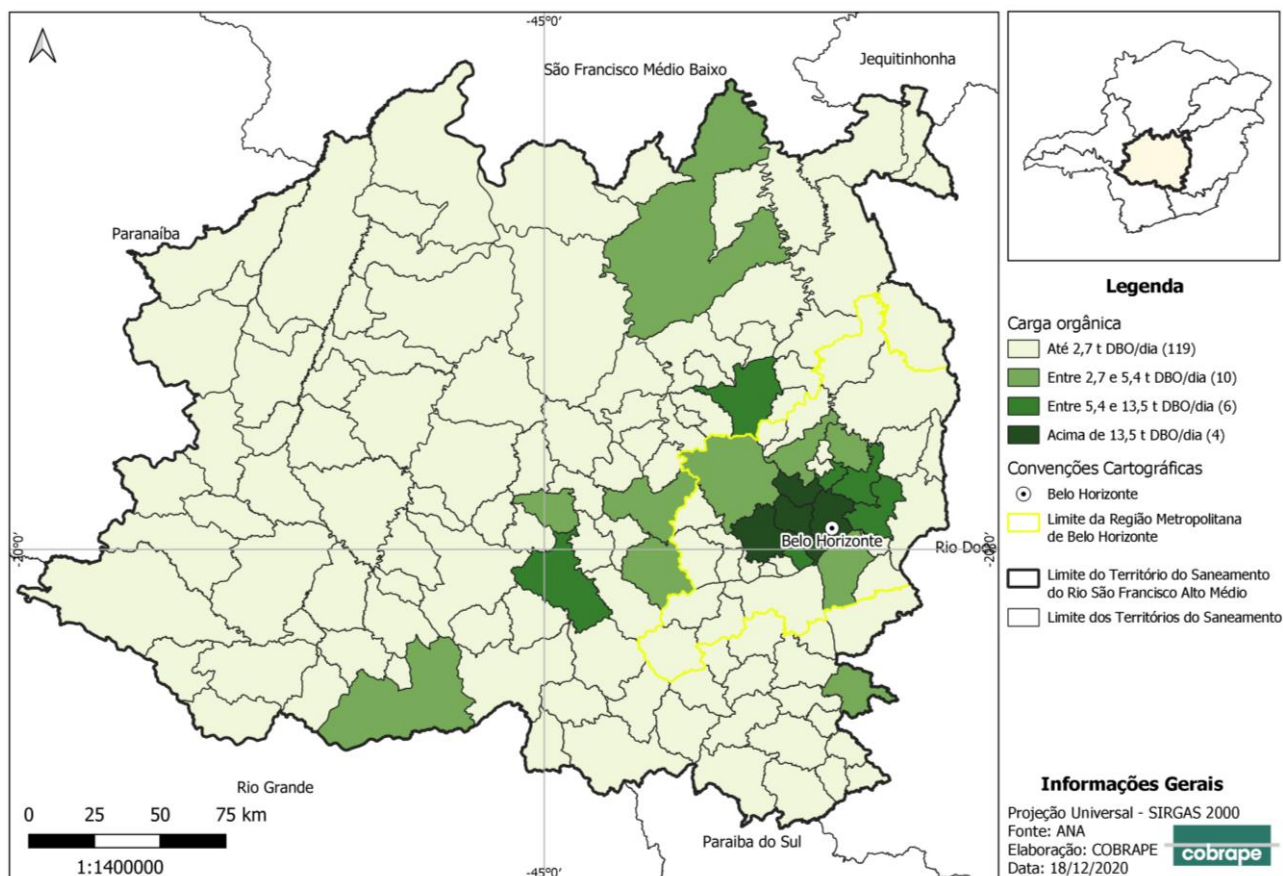 -45°0'
São Francisco Médio Baixo
Jequitinhonha
Paranaíba
-20°0'
Belo Horizonte
Rio Doce
-20°0'
Rio Grande
Paraiba do Sul
-45°0'
0 25 50 75 km
1:1400000
Legenda
Carga orgânica
Até 2,7 t DBO/dia (119)
Entre 2,7 e 5,4 t DBO/dia (10)
Entre 5,4 e 13,5 t DBO/dia (6)
Acima de 13,5 t DBO/dia (4)
Convenções Cartográficas
Belo Horizonte
Limite da Região Metropolitana
de Belo Horizonte
Limite do Território do Saneamento
do Rio São Francisco Alto Médio
Limite dos Territórios do Saneamento
Informações Gerais
Projeção Universal - SIRGAS 2000
Fonte: ANA
Elaboração: COBRAPE
Data: 18/12/2020
cobrape